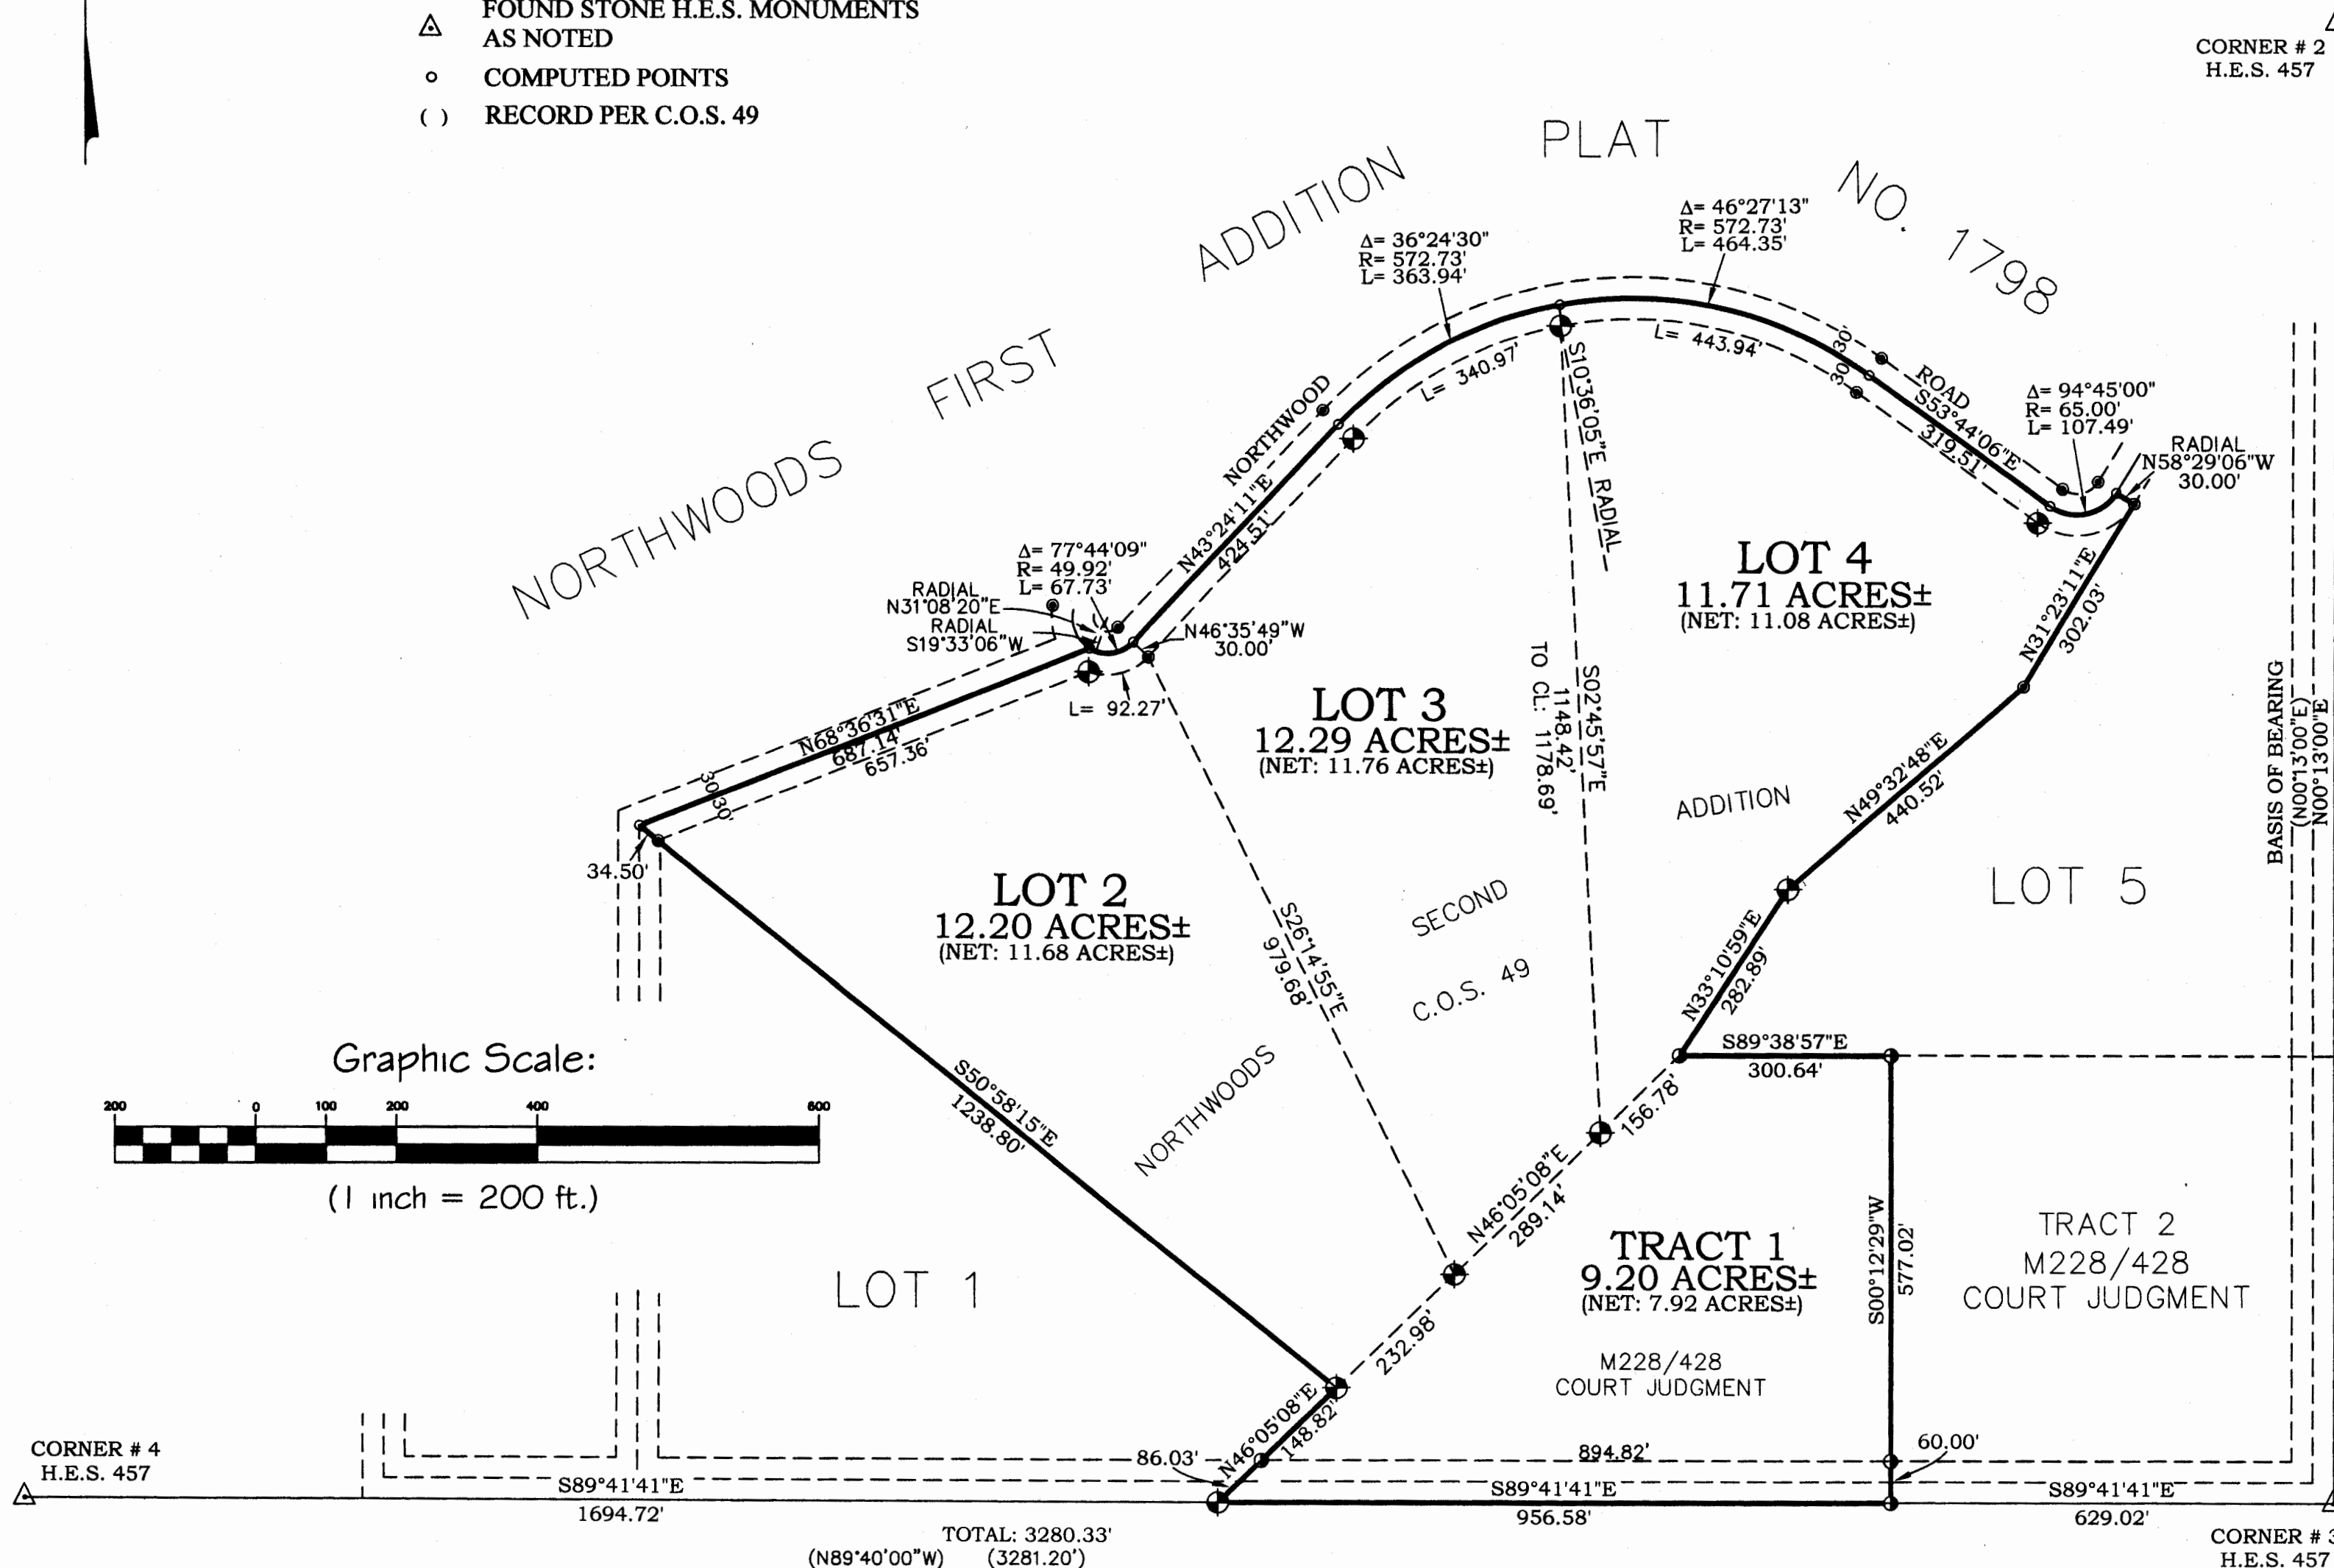 FOUND STONE H.E.S. MONUMENTS
AS NOTED
COMPUTED POINTS
( ) RECORD PER C.O.S. 49
CORNER # 2
H.E.S. 457
NORTHWOODS FIRST ADDITION PLAT NO. 1798
Δ= 36°24'30"
R= 572.73'
L= 363.94'
Δ= 46°27'13"
R= 572.73'
L= 464.35'
L= 340.97'
L= 443.94'
30'
30'
NORTHWOOD
ROAD
S53°44'06"E
319.51'
Δ= 94°45'00"
R= 65.00'
L= 107.49'
RADIAL
N58°29'06"W
30.00'
S10°36'05"E RADIAL
N43°24'11"E
424.51'
Δ= 77°44'09"
R= 49.92'
L= 67.73'
RADIAL
N31°08'20"E
RADIAL
S19°33'06"W
N46°35'49"W
30.00'
L= 92.27'
N68°36'31"E
687.14'
657.36'
30'
30'
34.50'
LOT 4
11.71 ACRES±
(NET: 11.08 ACRES±)
N31°23'11"E
302.03'
LOT 3
12.29 ACRES±
(NET: 11.76 ACRES±)
S02°45'57"E
1148.42'
TO CL: 1178.69'
N49°32'48"E
440.52'
BASIS OF BEARING
(N00°13'00"E)
N00°13'00"E
LOT 2
12.20 ACRES±
(NET: 11.68 ACRES±)
S26°14'55"E
979.68'
NORTHWOODS
SECOND
ADDITION
C.O.S. 49
LOT 5
N33°10'59"E
282.89'
S89°38'57"E
300.64'
Graphic Scale:
200 0 100 200 400 600
(1 inch = 200 ft.)
S50°58'15"E
1238.80'
156.78'
N46°05'08"E
289.14'
232.98'
LOT 1
TRACT 1
9.20 ACRES±
(NET: 7.92 ACRES±)
M228/428
COURT JUDGMENT
S00°12'29"W
577.02'
TRACT 2
M228/428
COURT JUDGMENT
N46°05'08"E
148.82'
86.03'
894.82'
60.00'
CORNER # 4
H.E.S. 457
S89°41'41"E
1694.72'
S89°41'41"E
956.58'
S89°41'41"E
629.02'
TOTAL: 3280.33'
(N89°40'00"W) (3281.20')
CORNER # 3
H.E.S. 457